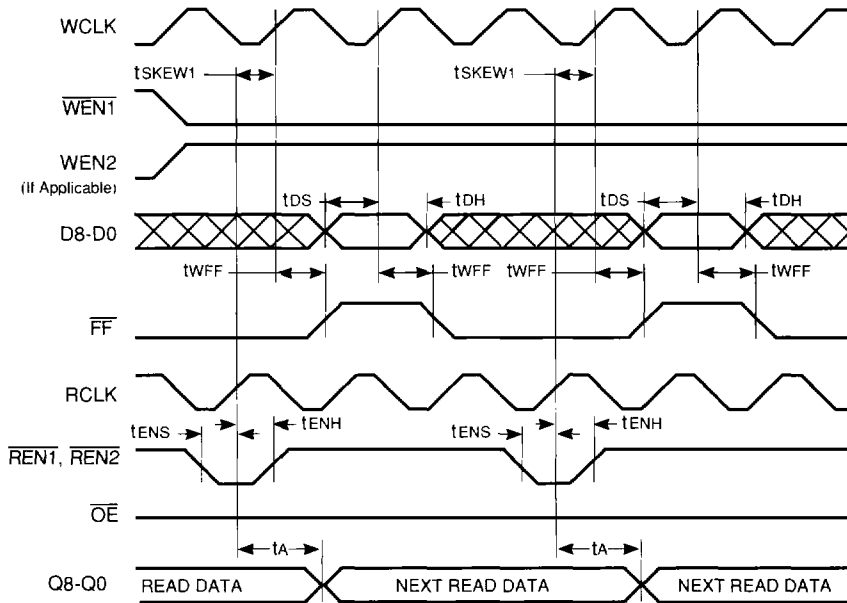 WCLK
tSKEW1 tSKEW1
WEN1
WEN2
(If Applicable)
tDS tDH tDS tDH
D8-D0
tWFF tWFF tWFF tWFF
FF
RCLK
tENS tENH tENS tENH
REN1, REN2
OE
tA tA
Q8-Q0 READ DATA NEXT READ DATA NEXT READ DATA